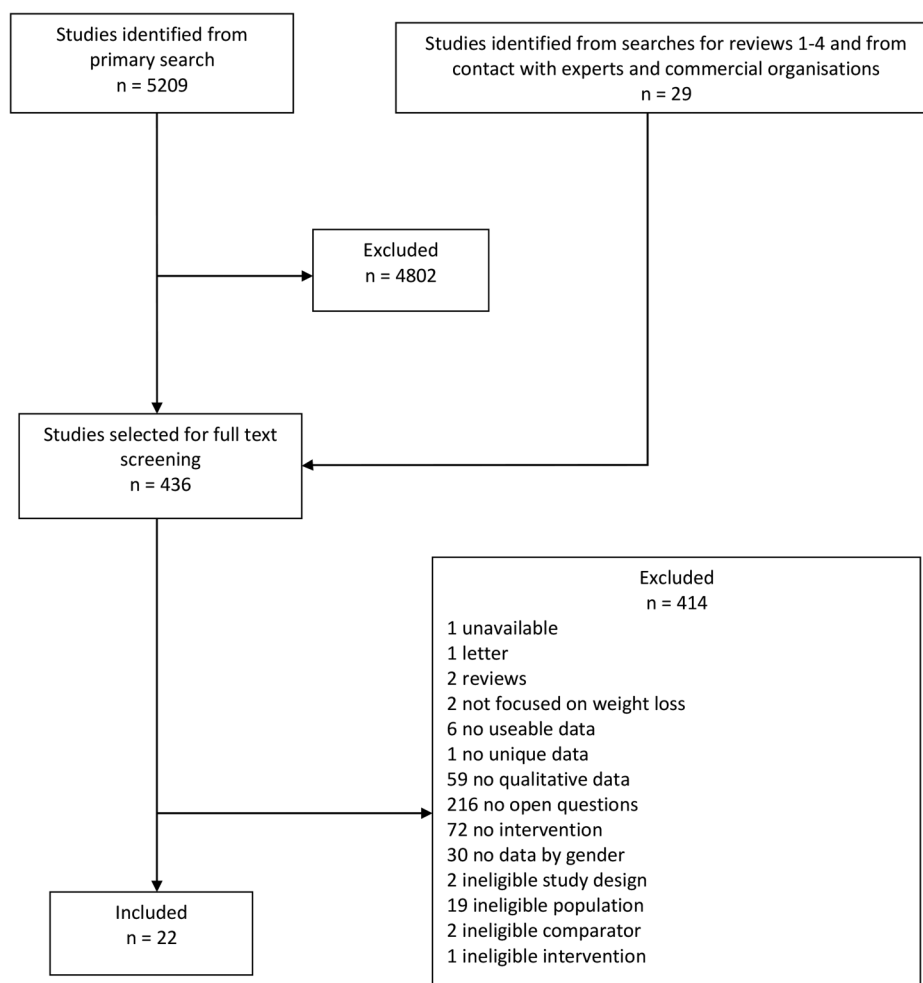 Studies identified from
primary search
n = 5209
Studies identified from searches for reviews 1-4 and from
contact with experts and commercial organisations
n = 29
Excluded
n = 4802
Studies selected for full text
screening
n = 436
Excluded
n = 414
1 unavailable
1 letter
2 reviews
2 not focused on weight loss
6 no useable data
1 no unique data
59 no qualitative data
216 no open questions
72 no intervention
30 no data by gender
2 ineligible study design
19 ineligible population
2 ineligible comparator
1 ineligible intervention
Included
n = 22